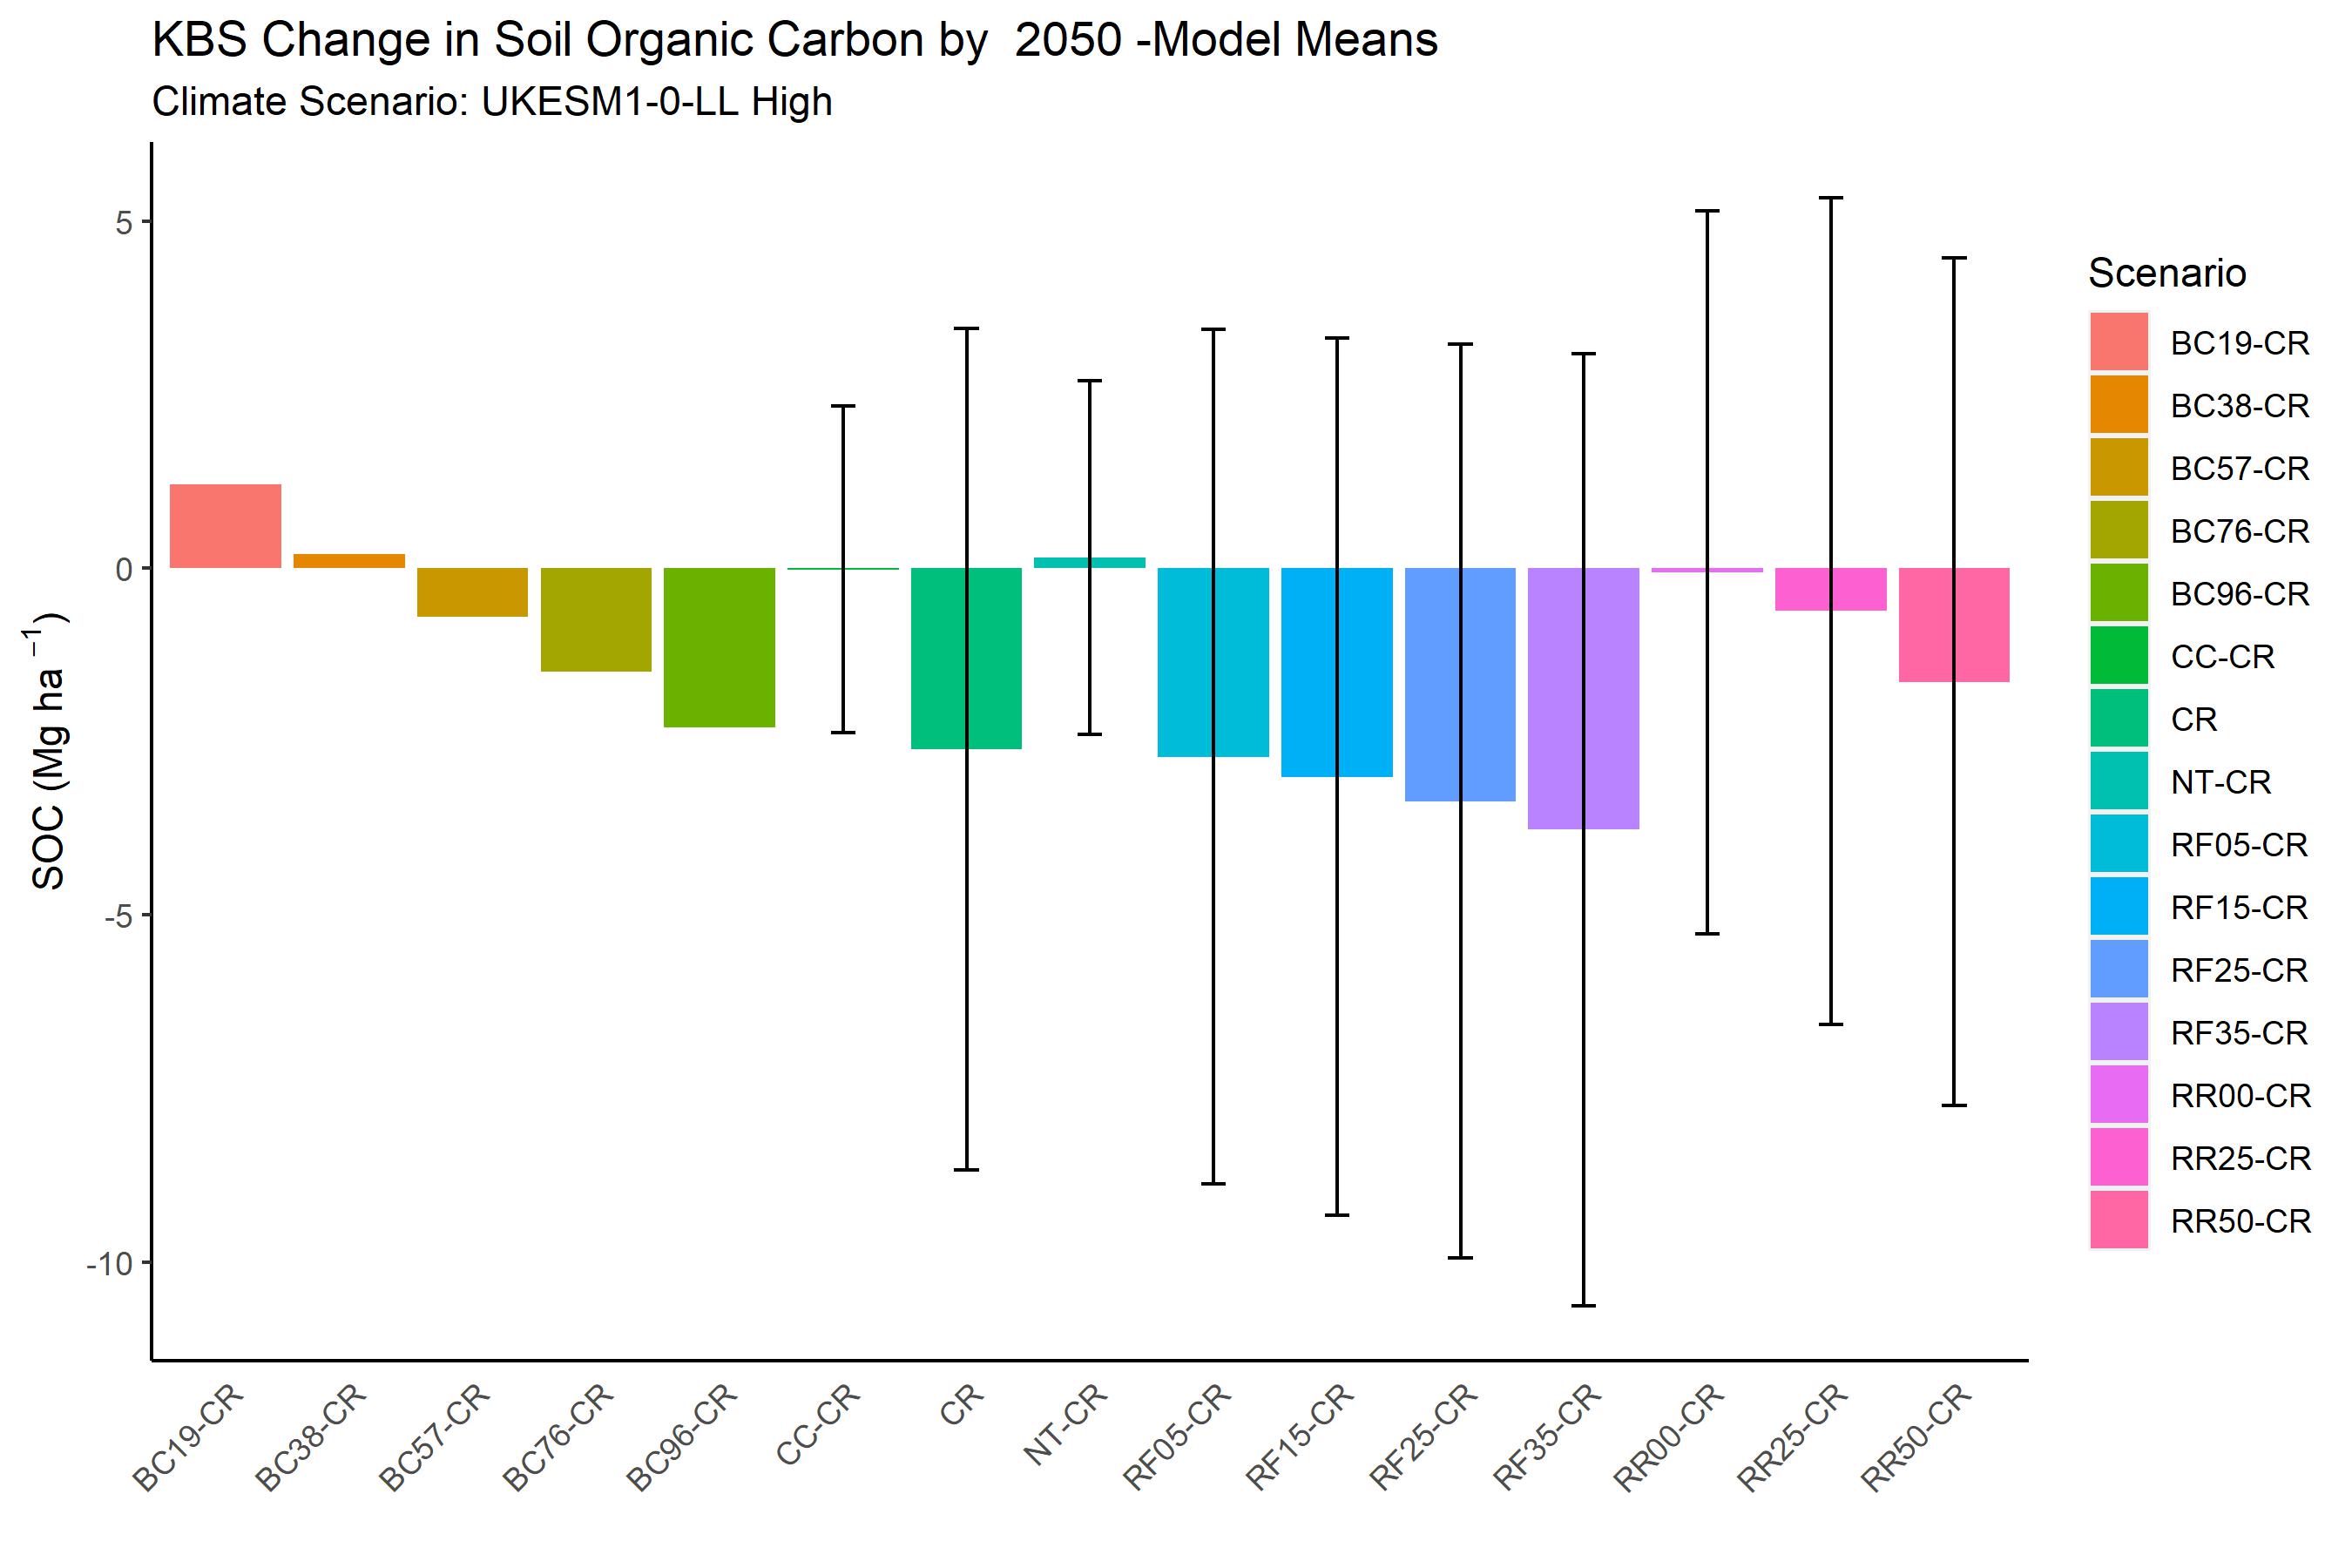 KBS Change in Soil Organic Carbon by  2050 -Model Means
Climate Scenario: UKESM1-0-LL High
SOC (Mg ha⁻¹)
5
0
-5
-10
BC19-CR
BC38-CR
BC57-CR
BC76-CR
BC96-CR
CC-CR
CR
NT-CR
RF05-CR
RF15-CR
RF25-CR
RF35-CR
RR00-CR
RR25-CR
RR50-CR
Scenario
BC19-CR
BC38-CR
BC57-CR
BC76-CR
BC96-CR
CC-CR
CR
NT-CR
RF05-CR
RF15-CR
RF25-CR
RF35-CR
RR00-CR
RR25-CR
RR50-CR